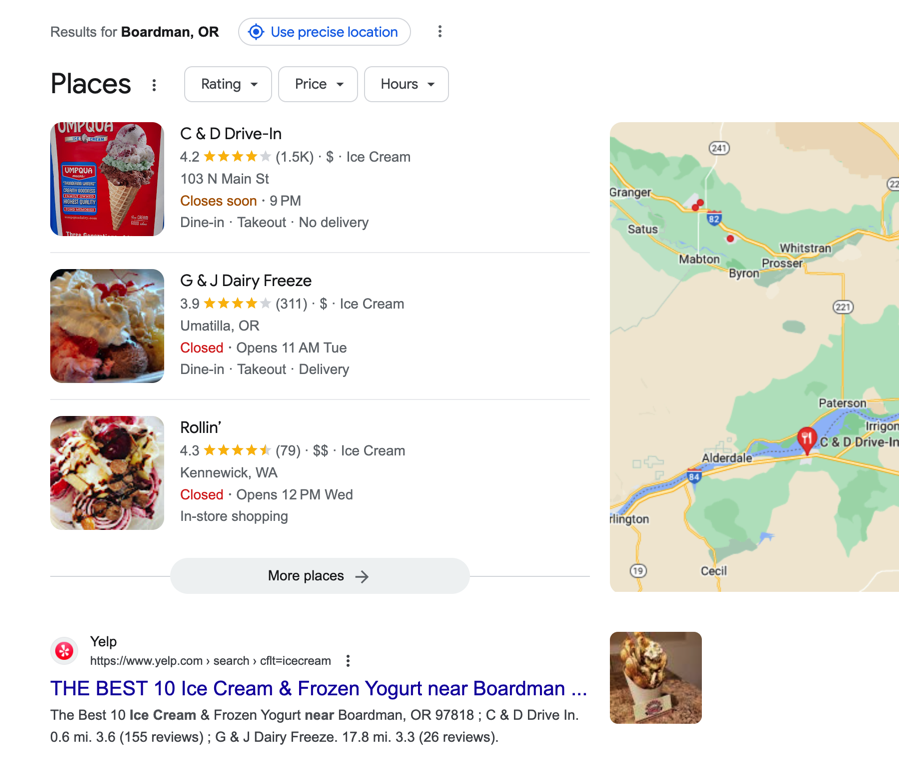 Results for Boardman, OR
Use precise location
Places
Rating
Price
Hours
UMPQUA
UMPQUA
C & D Drive-In
4.2 (1.5K) · $ · Ice Cream
103 N Main St
Closes soon · 9 PM
Dine-in · Takeout · No delivery
G & J Dairy Freeze
3.9 (311) · $ · Ice Cream
Umatilla, OR
Closed · Opens 11 AM Tue
Dine-in · Takeout · Delivery
Rollin’
4.3 (79) · $$ · Ice Cream
Kennewick, WA
Closed · Opens 12 PM Wed
In-store shopping
More places
241
22
Granger
82
Satus
Mabton
Whitstran
Prosser
Byron
221
Paterson
Irrigon
C & D Drive-In
Alderdale
84
rlington
19
Cecil
Yelp
https://www.yelp.com › search › cflt=icecream
THE BEST 10 Ice Cream & Frozen Yogurt near Boardman ...
The Best 10 Ice Cream & Frozen Yogurt near Boardman, OR 97818 ; C & D Drive In.
0.6 mi. 3.6 (155 reviews) ; G & J Dairy Freeze. 17.8 mi. 3.3 (26 reviews).